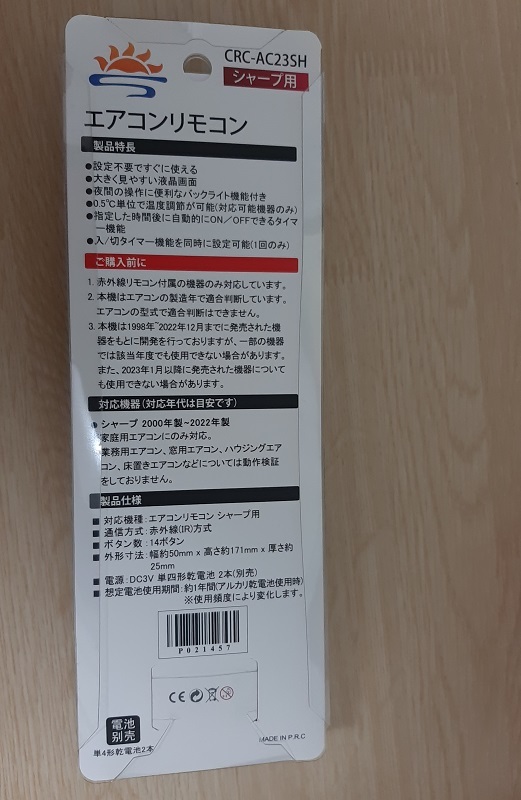 CRC-AC23SH
シャープ用
エアコンリモコン
製品特長
●設定不要ですぐに使える
●大きく見やすい液晶画面
●夜間の操作に便利なバックライト機能付き
●0.5℃単位で温度調節が可能(対応可能機器のみ)
●指定した時間後に自動的にON／OFFできるタイマ
ー機能
●入/切タイマー機能を同時に設定可能(1回のみ)
ご購入前に
1. 赤外線リモコン付属の機器のみ対応しています。
2. 本機はエアコンの製造年で適合判断しています。
エアコンの型式で適合判断はできません。
3. 本機は1998年~2022年12月までに発売された機
器をもとに開発を行っておりますが、一部の機器
では該当年度でも使用できない場合があります。
また、2023年1月以降に発売された機器について
も使用できない場合があります。
対応機器(対応年代は目安です)
● シャープ 2000年製~2022年製
家庭用エアコンにのみ対応。
業務用エアコン、窓用エアコン、ハウジングエア
コン、床置きエアコンなどについては動作検証
をしておりません。
製品仕様
■ 対応機種：エアコンリモコン シャープ用
■ 通信方式：赤外線(IR)方式
■ ボタン数：14ボタン
■ 外形寸法：幅約50mm x 高さ約171mm x 厚さ約
25mm
■ 電源：DC3V 単四形乾電池 2本(別売)
■ 想定電池使用期間：約1年間(アルカリ乾電池使用時)
※使用頻度により変化します。
P021457
CE
電池
別売
単4形乾電池2本
MADE IN P.R.C